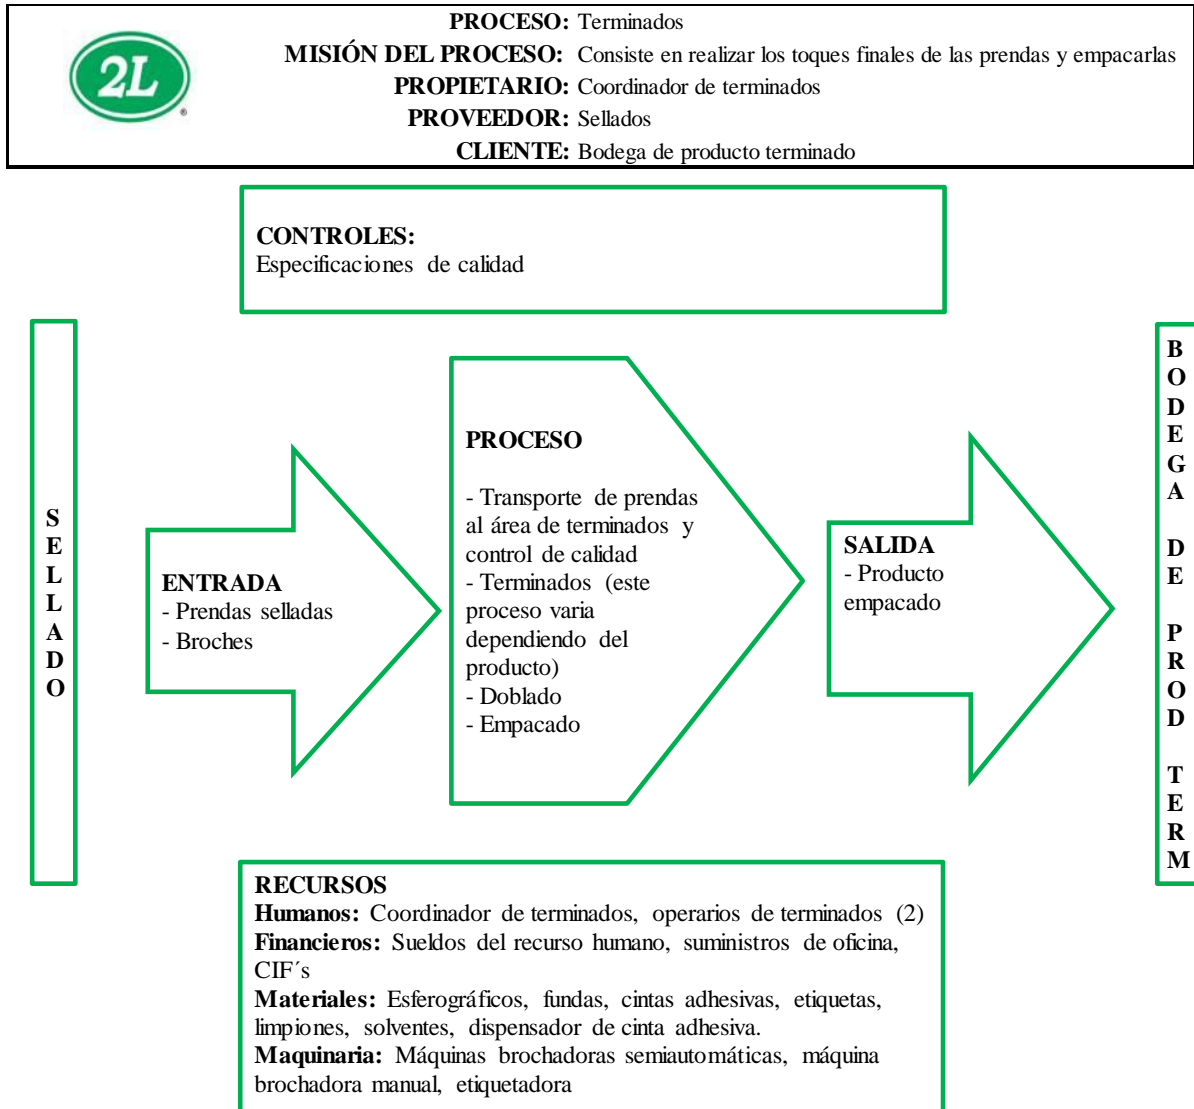 2L
®
PROCESO: Terminados
MISIÓN DEL PROCESO: Consiste en realizar los toques finales de las prendas y empacarlas
PROPIETARIO: Coordinador de terminados
PROVEEDOR: Sellados
CLIENTE: Bodega de producto terminado
CONTROLES:
Especificaciones de calidad
SELLADO
ENTRADA
- Prendas selladas
- Broches
PROCESO
- Transporte de prendas
al área de terminados y
control de calidad
- Terminados (este
proceso varia
dependiendo del
producto)
- Doblado
- Empacado
SALIDA
- Producto
empacado
BODEGA DE PROD TERM
RECURSOS
Humanos: Coordinador de terminados, operarios de terminados (2)
Financieros: Sueldos del recurso humano, suministros de oficina,
CIF´s
Materiales: Esferográficos, fundas, cintas adhesivas, etiquetas,
limpiones, solventes, dispensador de cinta adhesiva.
Maquinaria: Máquinas brochadoras semiautomáticas, máquina
brochadora manual, etiquetadora